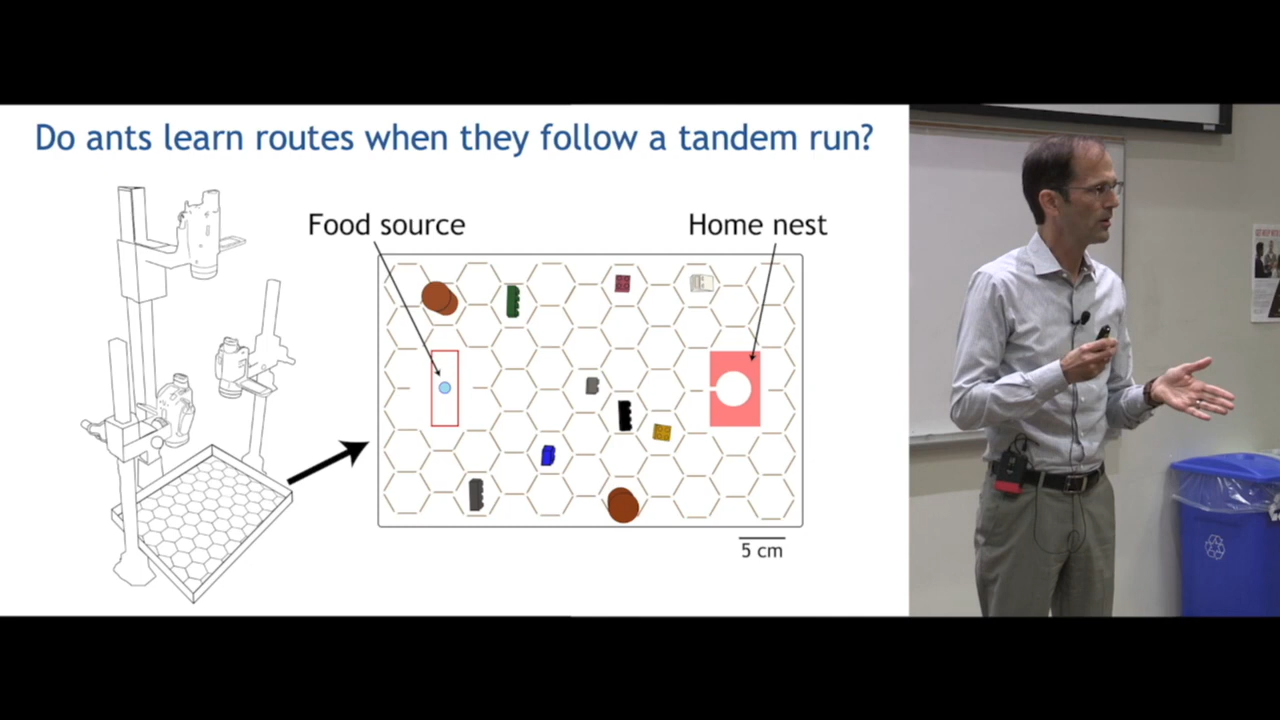 Do ants learn routes when they follow a tandem run?
Food source
Home nest
5 cm